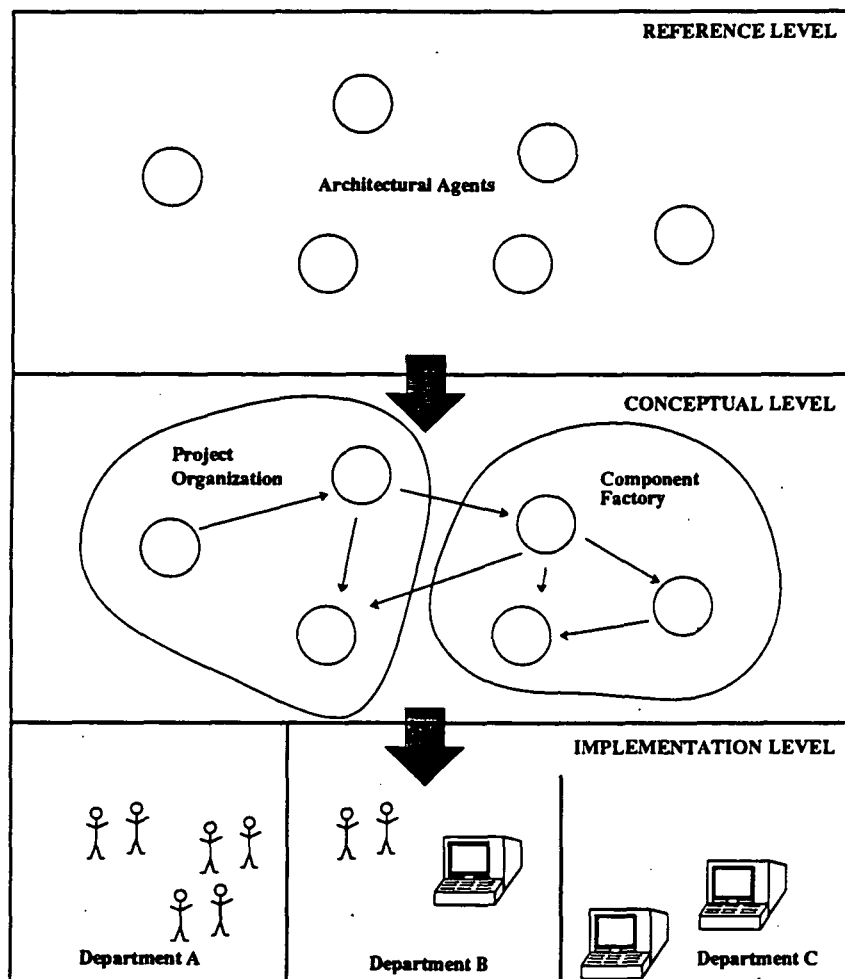 REFERENCE LEVEL
Architectural Agents
CONCEPTUAL LEVEL
Project
Organization
Component
Factory
IMPLEMENTATION LEVEL
Department A
Department B
Department C